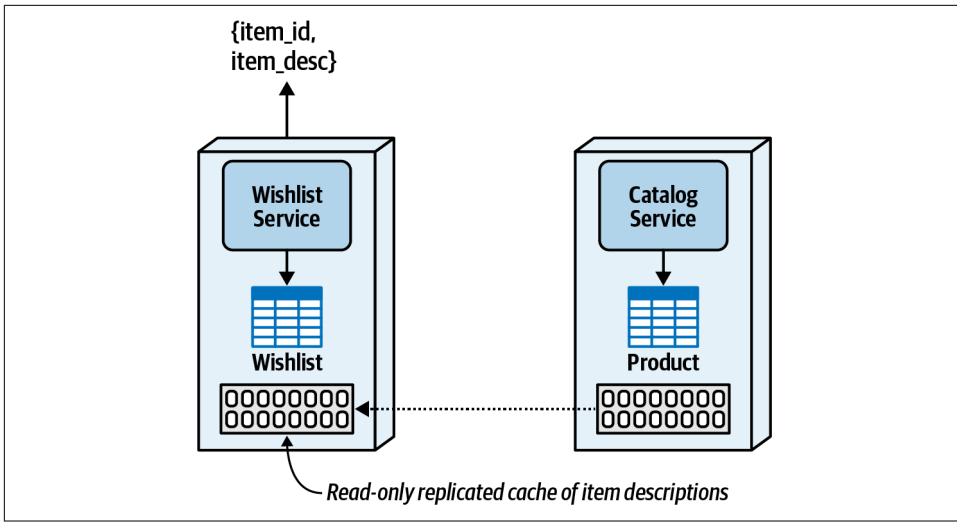 {item_id,
item_desc}
Wishlist
Service
Catalog
Service
Wishlist
Product
Read-only replicated cache of item descriptions